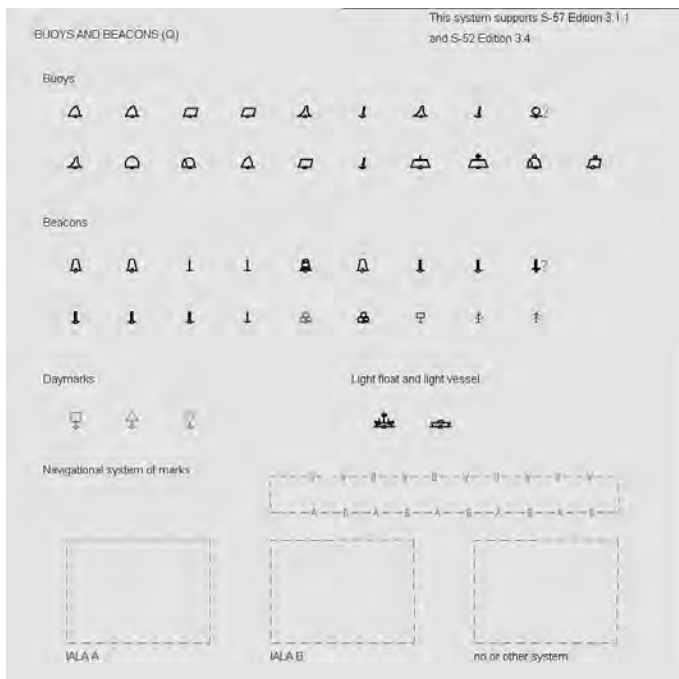 BUOYS AND BEACONS (Q)
This system supports S-57 Edition 3.1.1
and S-52 Edition 3.4
Buoys
?
Beacons
?
Daymarks
Light float and light vessel
Navigational system of marks
A B A B A B A B A B
IALA A
IALA B
no or other system